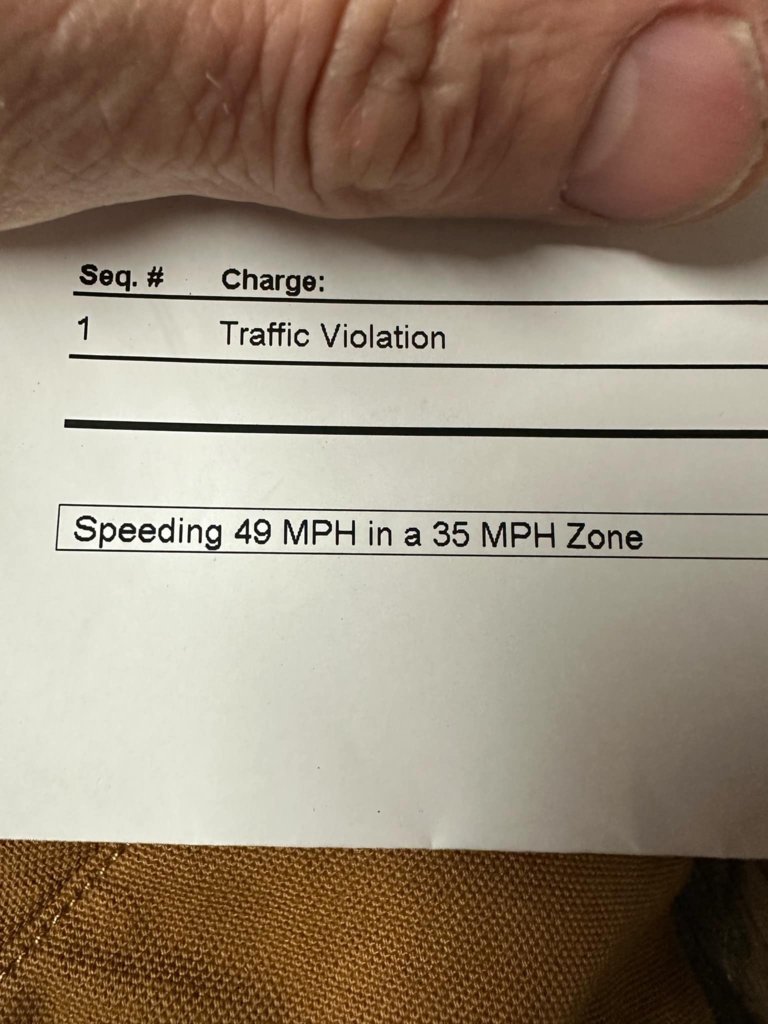 Seq. # Charge:
1 Traffic Violation
Speeding 49 MPH in a 35 MPH Zone